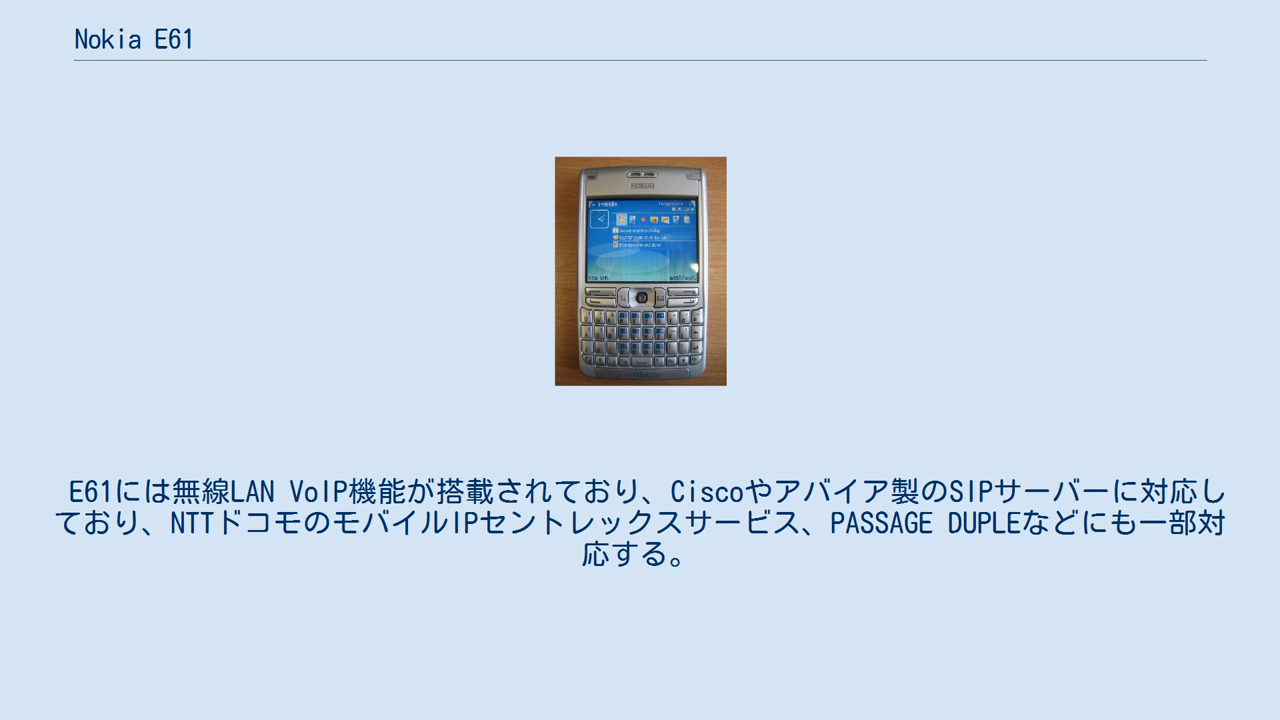 Nokia E61
NOKIA
E61には無線LAN VoIP機能が搭載されており、CiscoやアバイアI製のSIPサーバーに対応し
ており、NTTドコモのモバイルIPセントレックスサービス、PASSAGE DUPLEなどにも一部対
応する。